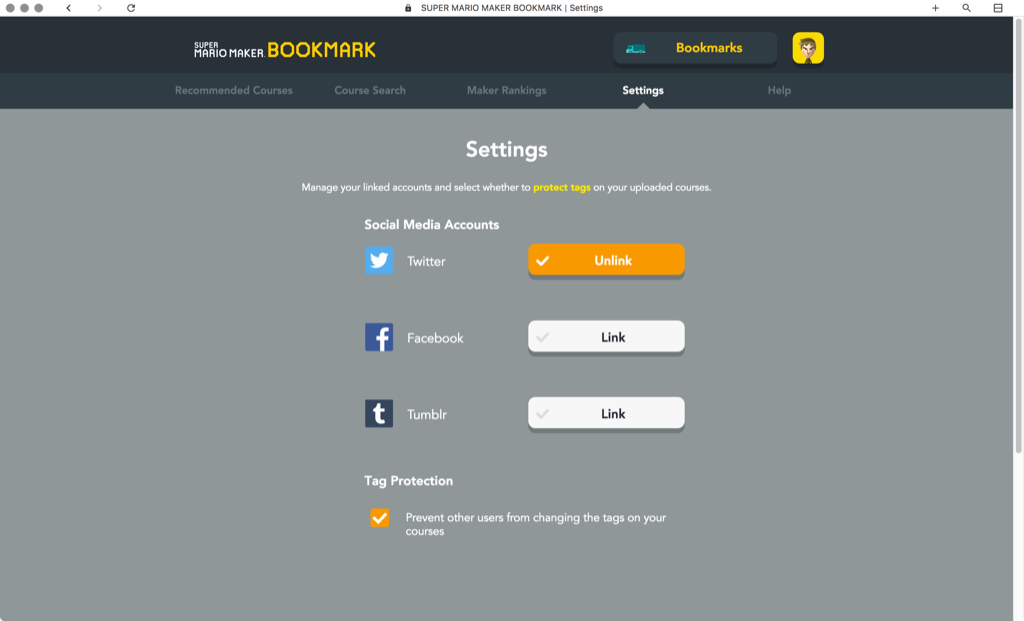 SUPER MARIO MAKER BOOKMARK | Settings
SUPER
MARIO MAKER BOOKMARK
Bookmarks
Recommended Courses
Course Search
Maker Rankings
Settings
Help
Settings
Manage your linked accounts and select whether to protect tags on your uploaded courses.
Social Media Accounts
Twitter
Unlink
Facebook
Link
Tumblr
Link
Tag Protection
Prevent other users from changing the tags on your
courses